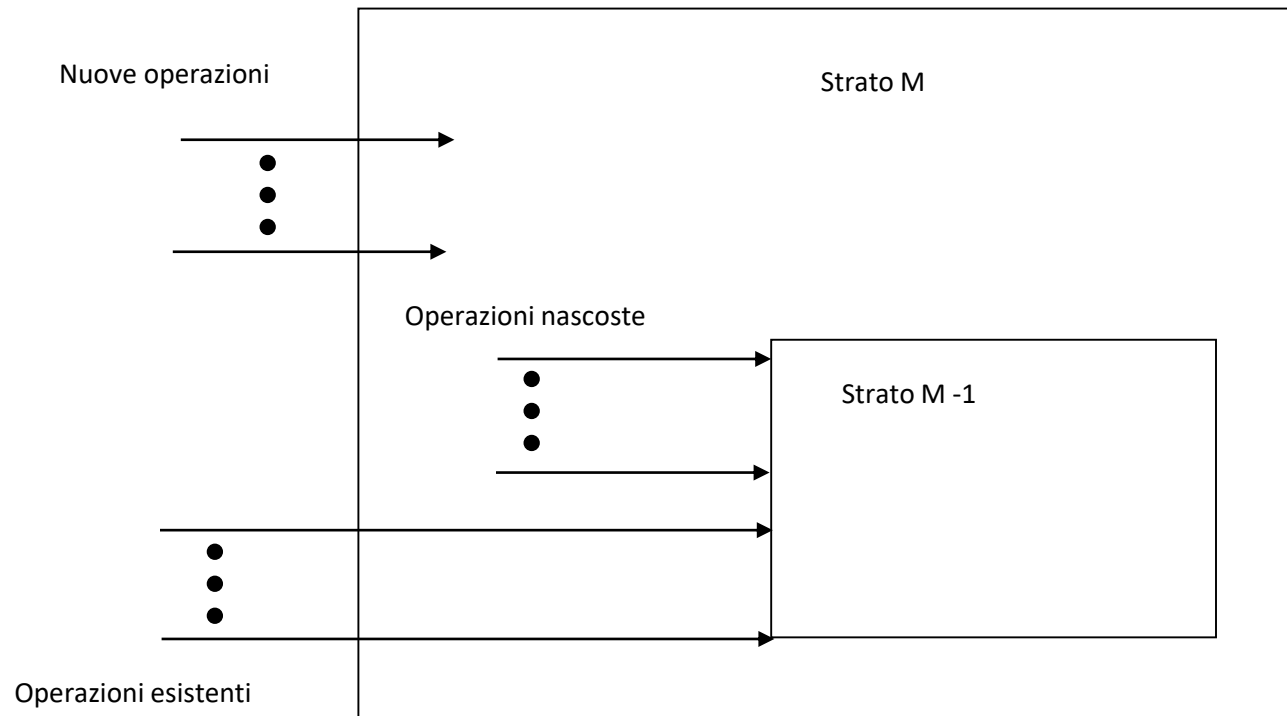 Nuove operazioni
Strato M
Operazioni nascoste
Strato M -1
Operazioni esistenti